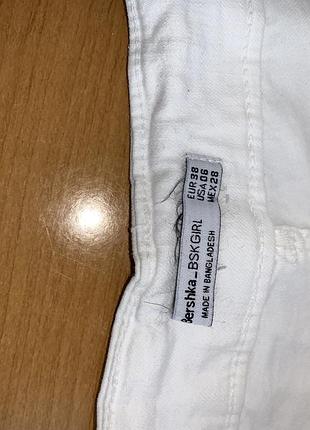 EUR 38
USA 06
MEX 28
Bershka_BSKGIRL
MADE IN BANGLADESH